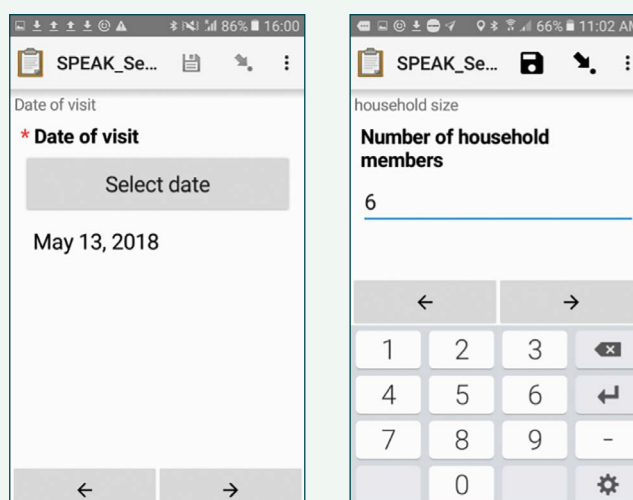 86% 16:00
SPEAK_Se...
Date of visit
* Date of visit
Select date
May 13, 2018
66% 11:02 AM
SPEAK_Se...
household size
Number of household
members
6
1 2 3
4 5 6
7 8 9 -
0